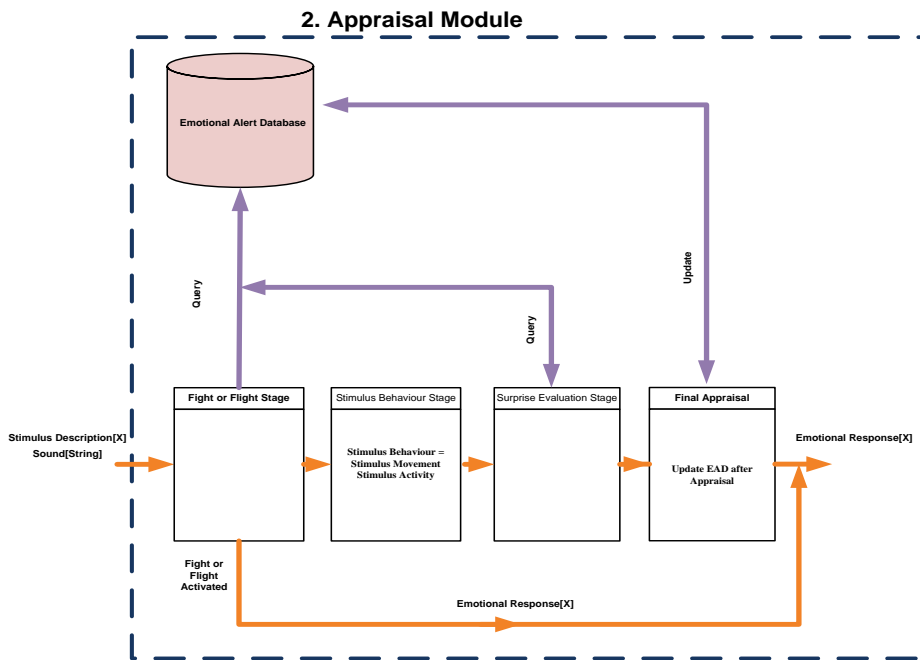 2. Appraisal Module
Emotional Alert Database
Query
Query
Update
Fight or Flight Stage
Stimulus Behaviour Stage
Surprise Evaluation Stage
Final Appraisal
Stimulus Description[X]
Sound[String]
Stimulus Behaviour =
Stimulus Movement
Stimulus Activity
Update EAD after
Appraisal
Emotional Response[X]
Fight or
Flight
Activated
Emotional Response[X]